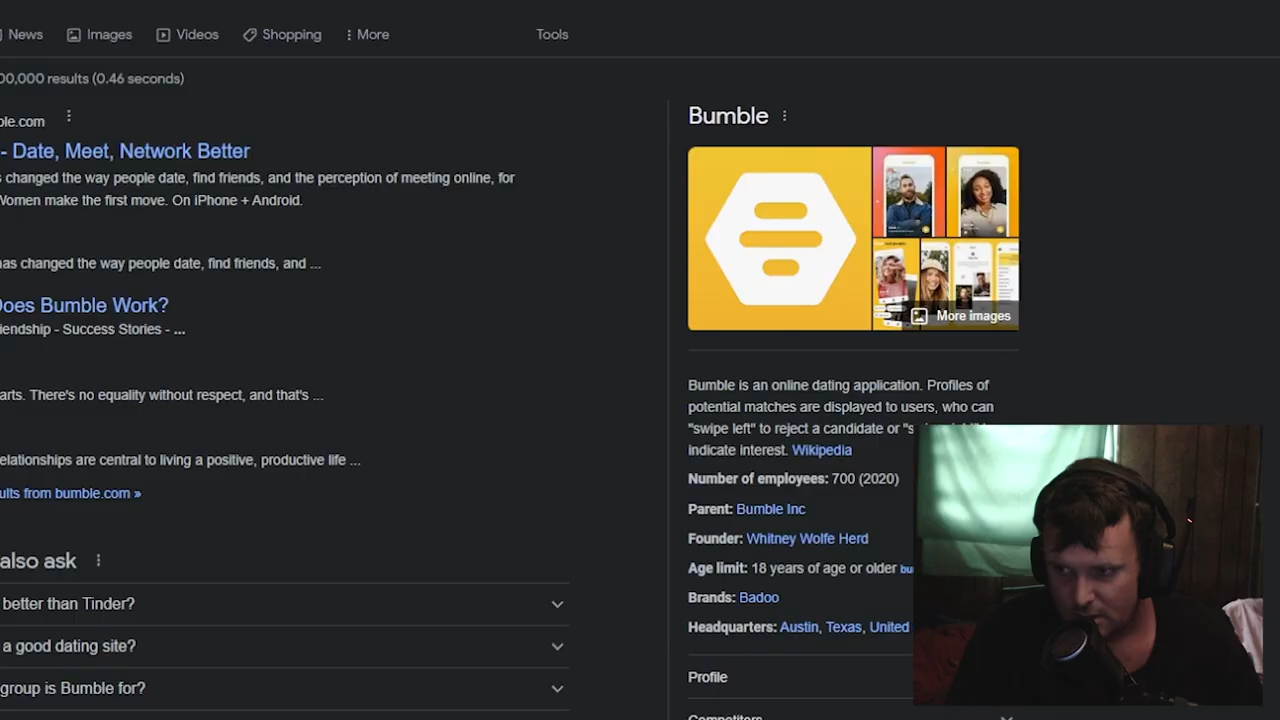 News Images Videos Shopping More Tools
00,000 results (0.46 seconds)
ble.com
- Date, Meet, Network Better
s changed the way people date, find friends, and the perception of meeting online, for
Women make the first move. On iPhone + Android.
has changed the way people date, find friends, and ...
Does Bumble Work?
iendship - Success Stories - ...
arts. There's no equality without respect, and that's ...
elationships are central to living a positive, productive life ...
ults from bumble.com »
also ask
better than Tinder?
a good dating site?
group is Bumble for?
Bumble
More images
Bumble is an online dating application. Profiles of
potential matches are displayed to users, who can
"swipe left" to reject a candidate or
indicate interest. Wikipedia
Number of employees: 700 (2020)
Parent: Bumble Inc
Founder: Whitney Wolfe Herd
Age limit: 18 years of age or older
Brands: Badoo
Headquarters: Austin, Texas, United
Profile
Competitors